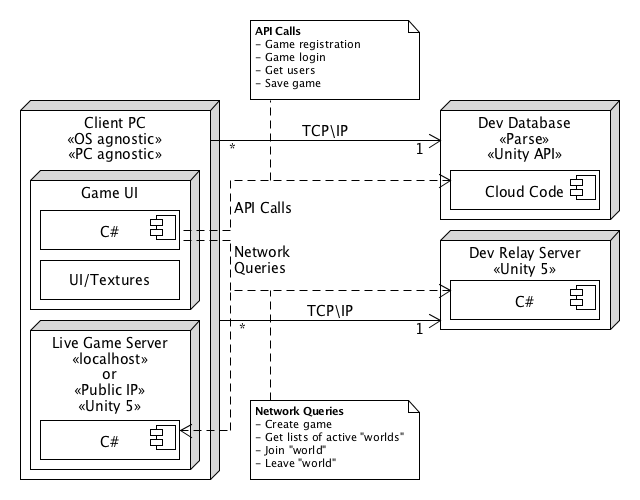 API Calls
- Game registration
- Game login
- Get users
- Save game
Client PC
«OS agnostic»
«PC agnostic»
TCP\IP
*
1
Dev Database
«Parse»
«Unity API»
Cloud Code
Game UI
C#
UI/Textures
API Calls
Network
Queries
Dev Relay Server
«Unity 5»
C#
TCP\IP
*
1
Live Game Server
«localhost»
or
«Public IP»
«Unity 5»
C#
Network Queries
- Create game
- Get lists of active "worlds"
- Join "world"
- Leave "world"